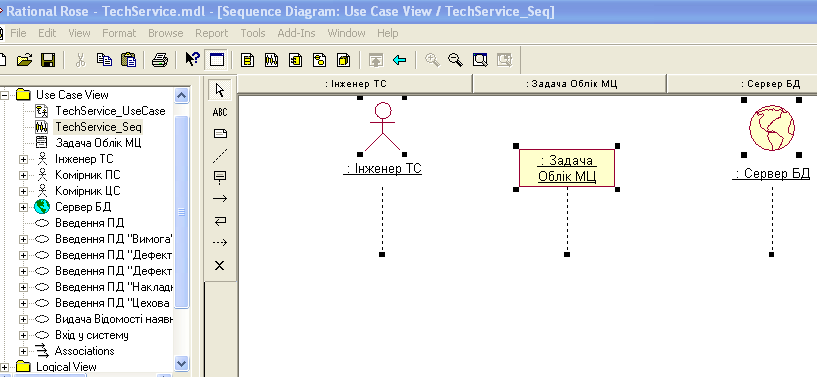 Rational Rose - TechService.mdl - [Sequence Diagram: Use Case View / TechService_Seq]
File Edit View Format Browse Report Tools Add-Ins Window Help
: Інженер ТС : Задача Облік МЦ : Сервер БД
Use Case View
TechService_UseCase
TechService_Seq
Задача Облік МЦ
Інженер ТС
Комірник ПС
Комірник ЦС
Сервер БД
Введення ПД
Введення ПД "Вимога"
Введення ПД "Дефект
Введення ПД "Дефект
Введення ПД "Накладн
Введення ПД "Цехова
Видача Відомості наявн
Вхід у систему
Associations
Logical View
ABC
: Інженер ТС
: Задача
Облік МЦ
: Сервер БД